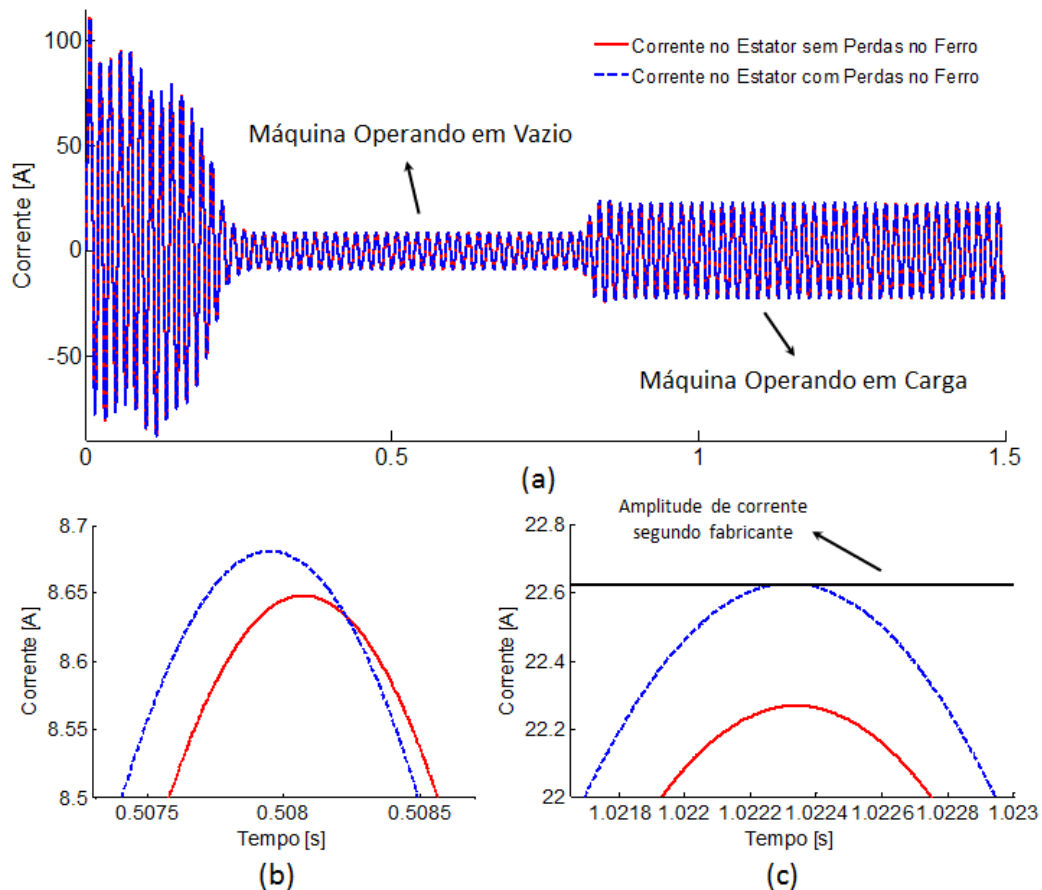 100
50
0
-50
Corrente [A]
Corrente no Estator sem Perdas no Ferro
Corrente no Estator com Perdas no Ferro
Máquina Operando em Vazio
Máquina Operando em Carga
0
0.5
1
1.5
(a)
8.7
8.65
8.6
8.55
8.5
Corrente [A]
0.5075
0.508
0.5085
Tempo [s]
(b)
Amplitude de corrente
segundo fabricante
22.8
22.6
22.4
22.2
22
Corrente [A]
1.0218
1.022
1.0222
1.0224
1.0226
1.0228
1.023
Tempo [s]
(c)